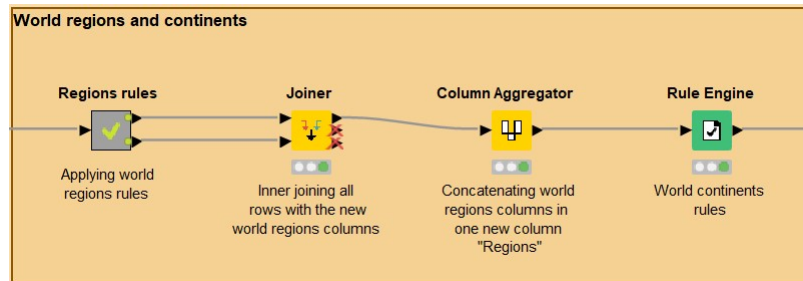 World regions and continents
Regions rules
Joiner
Column Aggregator
Rule Engine
Applying world
regions rules
Inner joining all
rows with the new
world regions columns
Concatenating world
regions columns in
one new column
"Regions"
World continents
rules